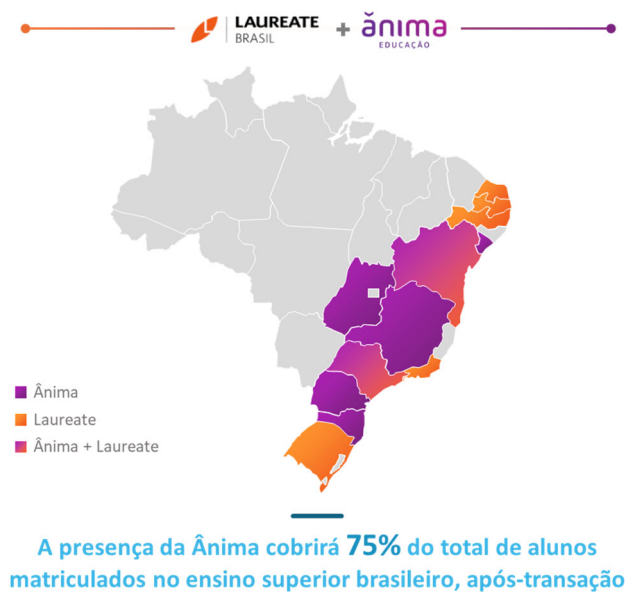 LAUREATE
BRASIL
+
ănima
EDUCAÇÃO
Ânima
Laureate
Ânima + Laureate
A presença da Ânima cobrirá 75% do total de alunos
matriculados no ensino superior brasileiro, após-transação